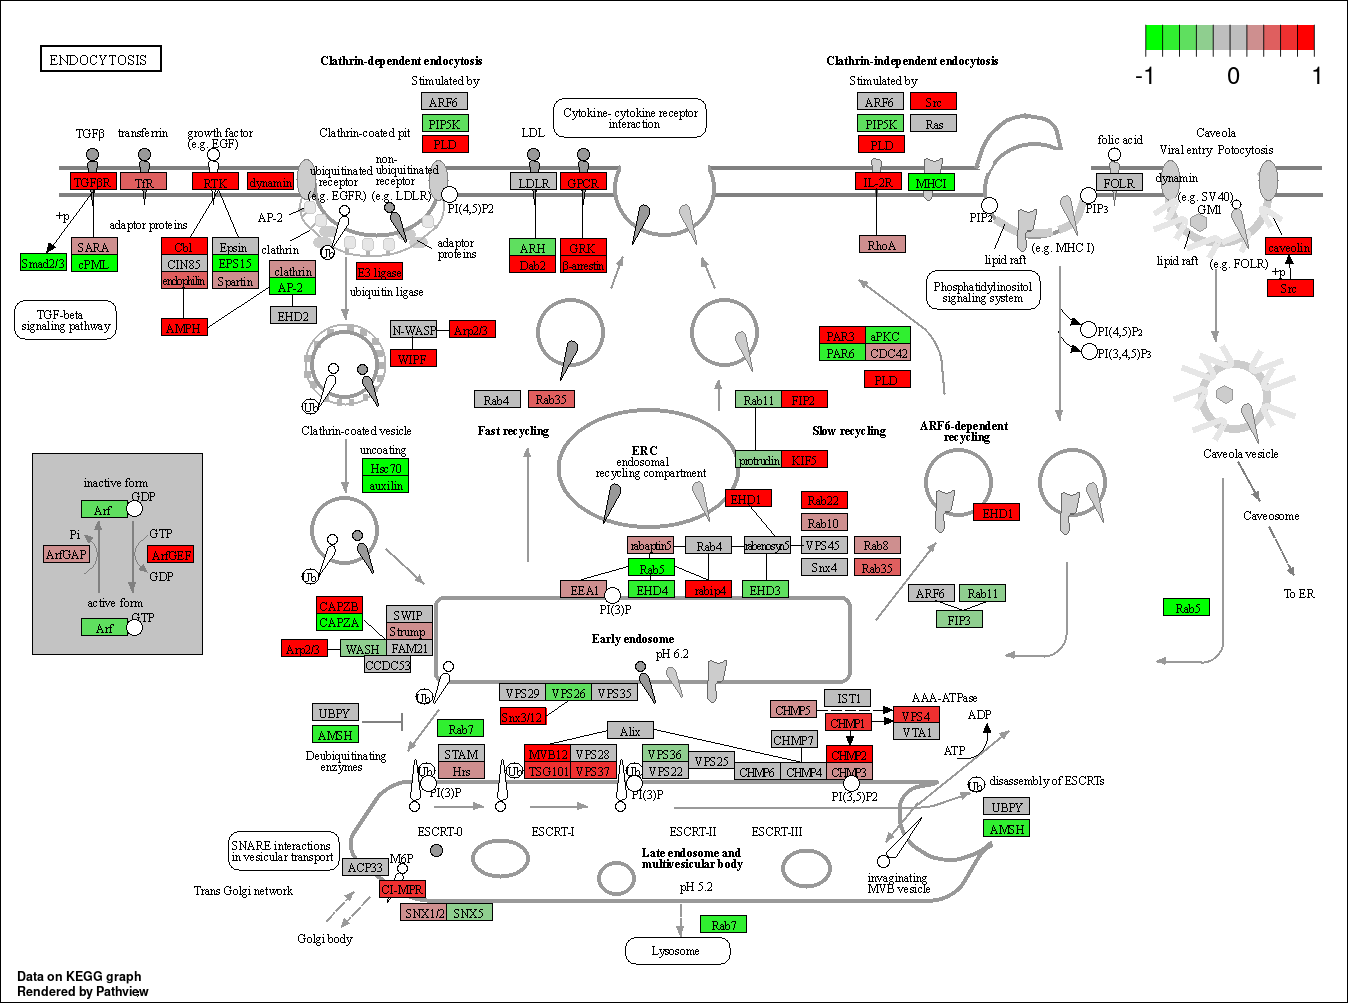 ENDOCYTOSIS
-1 0 1
Clathrin-dependent endocytosis
Stimulated by
ARF6
PIP5K
PLD
Clathrin-independent endocytosis
Stimulated by
ARF6 Src
PIP5K Ras
PLD
Cytokine- cytokine receptor
interaction
TGFβ transferrin growth factor
(e.g. EGF)
Clathrin-coated pit
LDL
folic acid
Caveola
Viral entry Potocytosis
TGFβR TfR RTK dynamin
ubiquitinated
receptor
(e.g. EGFR)
non-
ubiquitinated
receptor
(e.g. LDLR)
LDLR GPCR
IL-2R MHCI
FOLR
dynamin
(e.g. SV40)
GM1
PI(4,5)P2
PIP2
PIP3
+p
adaptor proteins
AP-2
clathrin
adaptor
proteins
Ub
SARA
Smad2/3 cPML
Cbl Epsin
CIN85 EPS15
endophilin Spartin
clathrin
AP-2
EHD2
AMPH
E3 ligase
ubiquitin ligase
ARH GRK
Dab2 β-arrestin
RhoA
lipid raft
(e.g. MHC I)
lipid raft
(e.g. FOLR)
caveolin
+p
Src
TGF-beta
signaling pathway
Phosphatidylinositol
signaling system
N-WASP Arp2/3
WIPF
PI(4,5)P2
PI(3,4,5)P3
PAR3 aPKC
PAR6 CDC42
PLD
Ub
Rab4 Rab35
Rab11 FIP2
Clathrin-coated vesicle
Fast recycling
Slow recycling
ARF6-dependent
recycling
uncoating
Hsc70
auxilin
ERC
endosomal
recycling compartment
protrudin KIF5
Caveola vesicle
inactive form
GDP
Arf
Pi GTP
ArfGAP ArfGEF
GDP
active form
GTP
Arf
EHD1 Rab22
Rab10
EHD1
Caveosome
Ub
rabaptin5 Rab4 rabenosyn5 VPS45 Rab8
Rab5 Snx4 Rab35
EEA1 EHD4 rabip4 EHD3
PI(3)P
ARF6 Rab11
FIP3
To ER
Rab5
CAPZB
CAPZA SWIP
Strump
Arp2/3 WASH FAM21
CCDC53
Early endosome
pH 6.2
Ub
VPS29 VPS26 VPS35
Snx3/12
UBPY
AMSH
Deubiquitinating
enzymes
Rab7
Alix
IST1
CHMP5
CHMP1
CHMP7
AAA-ATPase
VPS4
VTA1
ADP
ATP
STAM
Hrs
Ub
PI(3)P
MVB12 VPS28
TSG101 VPS37
Ub
VPS36
VPS22 VPS25
Ub
PI(3)P
CHMP2
CHMP6 CHMP4 CHMP3
PI(3,5)P2
Ub
disassembly of ESCRTs
UBPY
AMSH
ESCRT-0 ESCRT-I ESCRT-II ESCRT-III
SNARE interactions
in vesicular transport
ACP33 M6P
CI-MPR
SNX1/2 SNX5
Trans Golgi network
Golgi body
Late endosome and
multivesicular body
pH 5.2
invaginating
MVB vesicle
Rab7
Lysosome
Data on KEGG graph
Rendered by Pathview